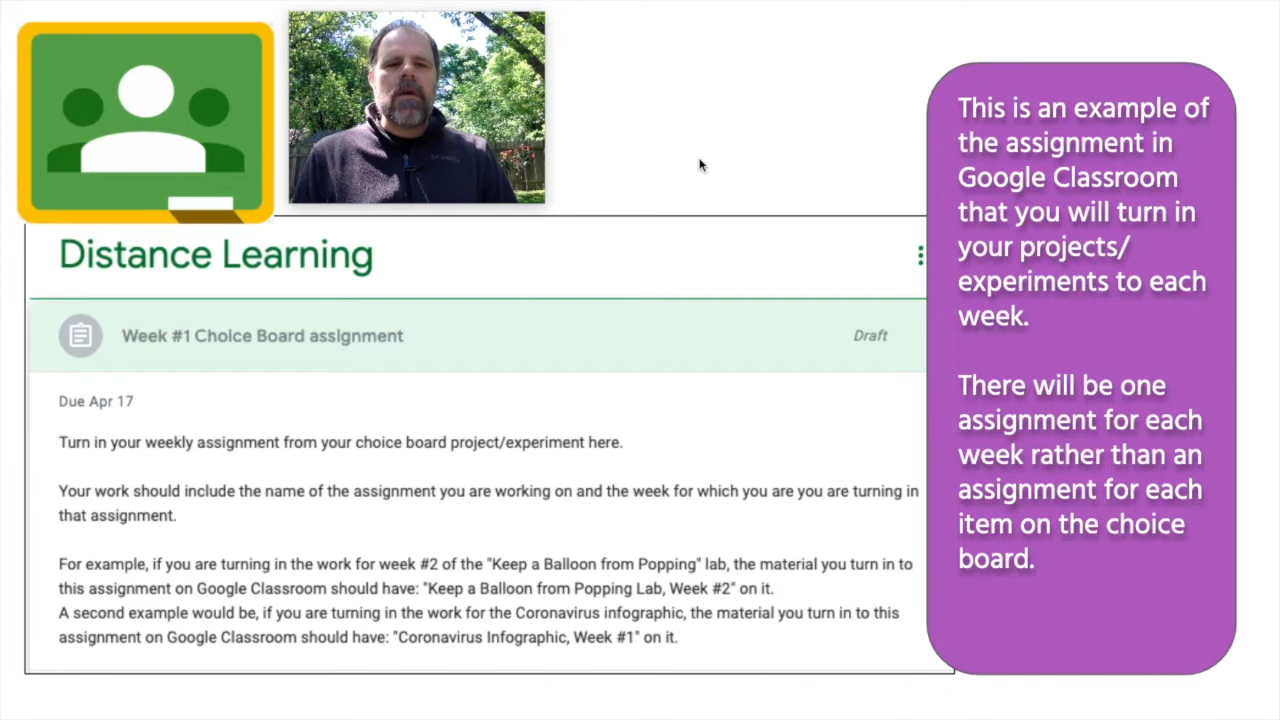 Distance Learning
Week #1 Choice Board assignment
Draft
Due Apr 17
Turn in your weekly assignment from your choice board project/experiment here.
Your work should include the name of the assignment you are working on and the week for which you are you are turning in
that assignment.
For example, if you are turning in the work for week #2 of the "Keep a Balloon from Popping" lab, the material you turn in to
this assignment on Google Classroom should have: "Keep a Balloon from Popping Lab, Week #2" on it.
A second example would be, if you are turning in the work for the Coronavirus infographic, the material you turn in to this
assignment on Google Classroom should have: "Coronavirus Infographic, Week #1" on it.
This is an example of
the assignment in
Google Classroom
that you will turn in
your projects/
experiments to each
week.
There will be one
assignment for each
week rather than an
assignment for each
item on the choice
board.